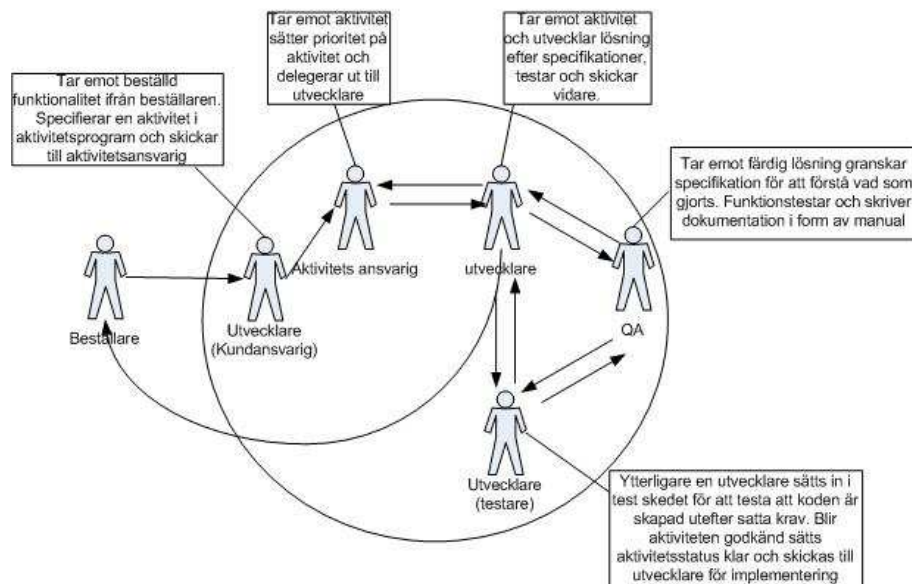 Tar emot aktivitet
sätter prioritet på
aktivitet och
delegerar ut till
utvecklare
Tar emot aktivitet
och utvecklar lösning
efter specifikationer,
testar och skickar
vidare.
Tar emot beställd
funktionalitet ifrån beställaren.
Specifierar en aktivitet i
aktivitetsprogram och skickar
till aktivitetsansvarig
Tar emot färdig lösning granskar
specifikation för att förstå vad som
gjorts. Funktionstestar och skriver
dokumentation i form av manual
Aktivitets ansvarig
utvecklare
Beställare
Utvecklare
(Kundansvarig)
QA
Utvecklare
(testare)
Ytterligare en utvecklare sätts in i
test skedet för att testa att koden är
skapad utefter satta krav. Blir
aktiviteten godkänd sätts
aktivitetsstatus klar och skickas till
utvecklare för implementering